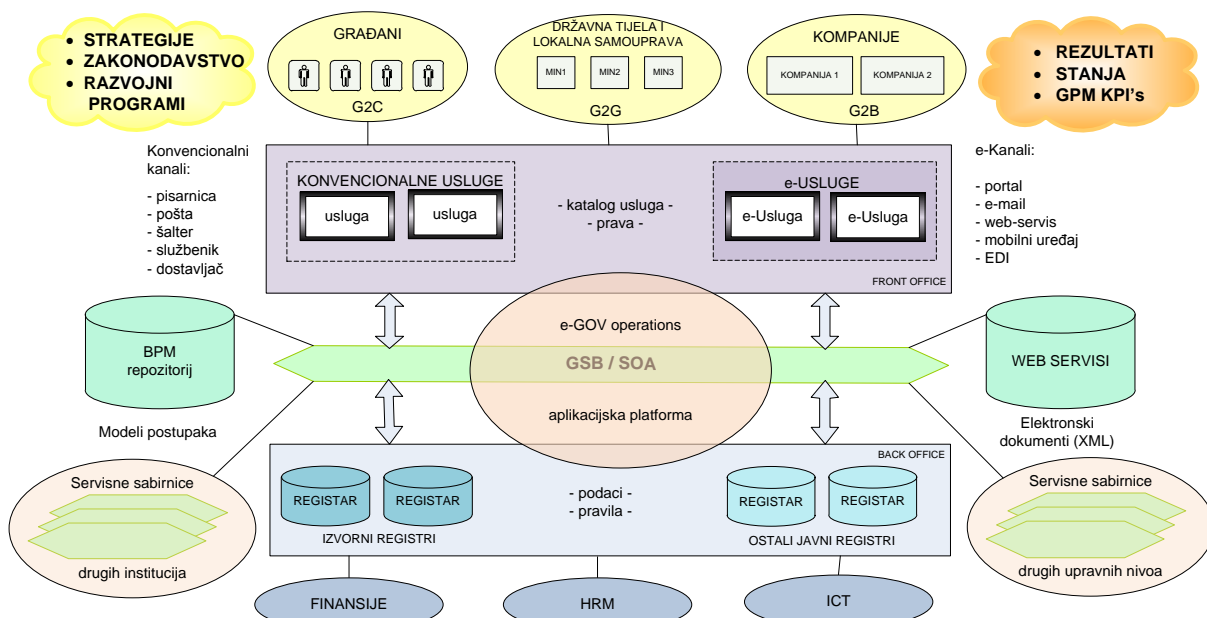 • STRATEGIJE
• ZAKONODAVSTVO
• RAZVOJNI
PROGRAMI
GRAĐANI
G2C
DRŽAVNA TIJELA I
LOKALNA SAMOUPRAVA
MIN1
MIN2
MIN3
G2G
KOMPANIJE
KOMPANIJA 1
KOMPANIJA 2
G2B
• REZULTATI
• STANJA
• GPM KPI's
Konvencionalni
kanali:
- pisarnica
- pošta
- šalter
- službenik
- dostavljač
KONVENCIONALNE USLUGE
usluga
usluga
- katalog usluga -
- prava -
e-USLUGE
e-Usluga
e-Usluga
FRONT OFFICE
e-Kanali:
- portal
- e-mail
- web-servis
- mobilni uređaj
- EDI
BPM
repozitorij
Modeli postupaka
e-GOV operations
GSB / SOA
aplikacijska platforma
WEB SERVISI
Elektronski
dokumenti (XML)
Servisne sabirnice
drugih institucija
BACK OFFICE
REGISTAR
REGISTAR
IZVORNI REGISTRI
- podaci -
- pravila -
REGISTAR
REGISTAR
OSTALI JAVNI REGISTRI
Servisne sabirnice
drugih upravnih nivoa
FINANSIJE
HRM
ICT